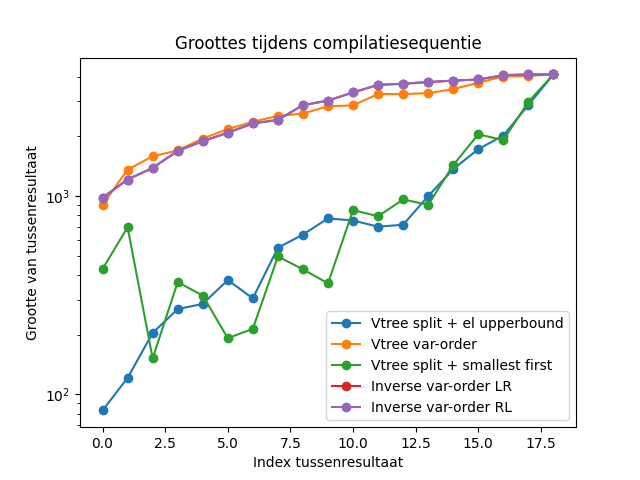 Groottes tijdens compilatiesequentie
Grootte van tussenresultaat
10³
10²
Vtree split + el upperbound
Vtree var-order
Vtree split + smallest first
Inverse var-order LR
Inverse var-order RL
0.0 2.5 5.0 7.5 10.0 12.5 15.0 17.5
Index tussenresultaat